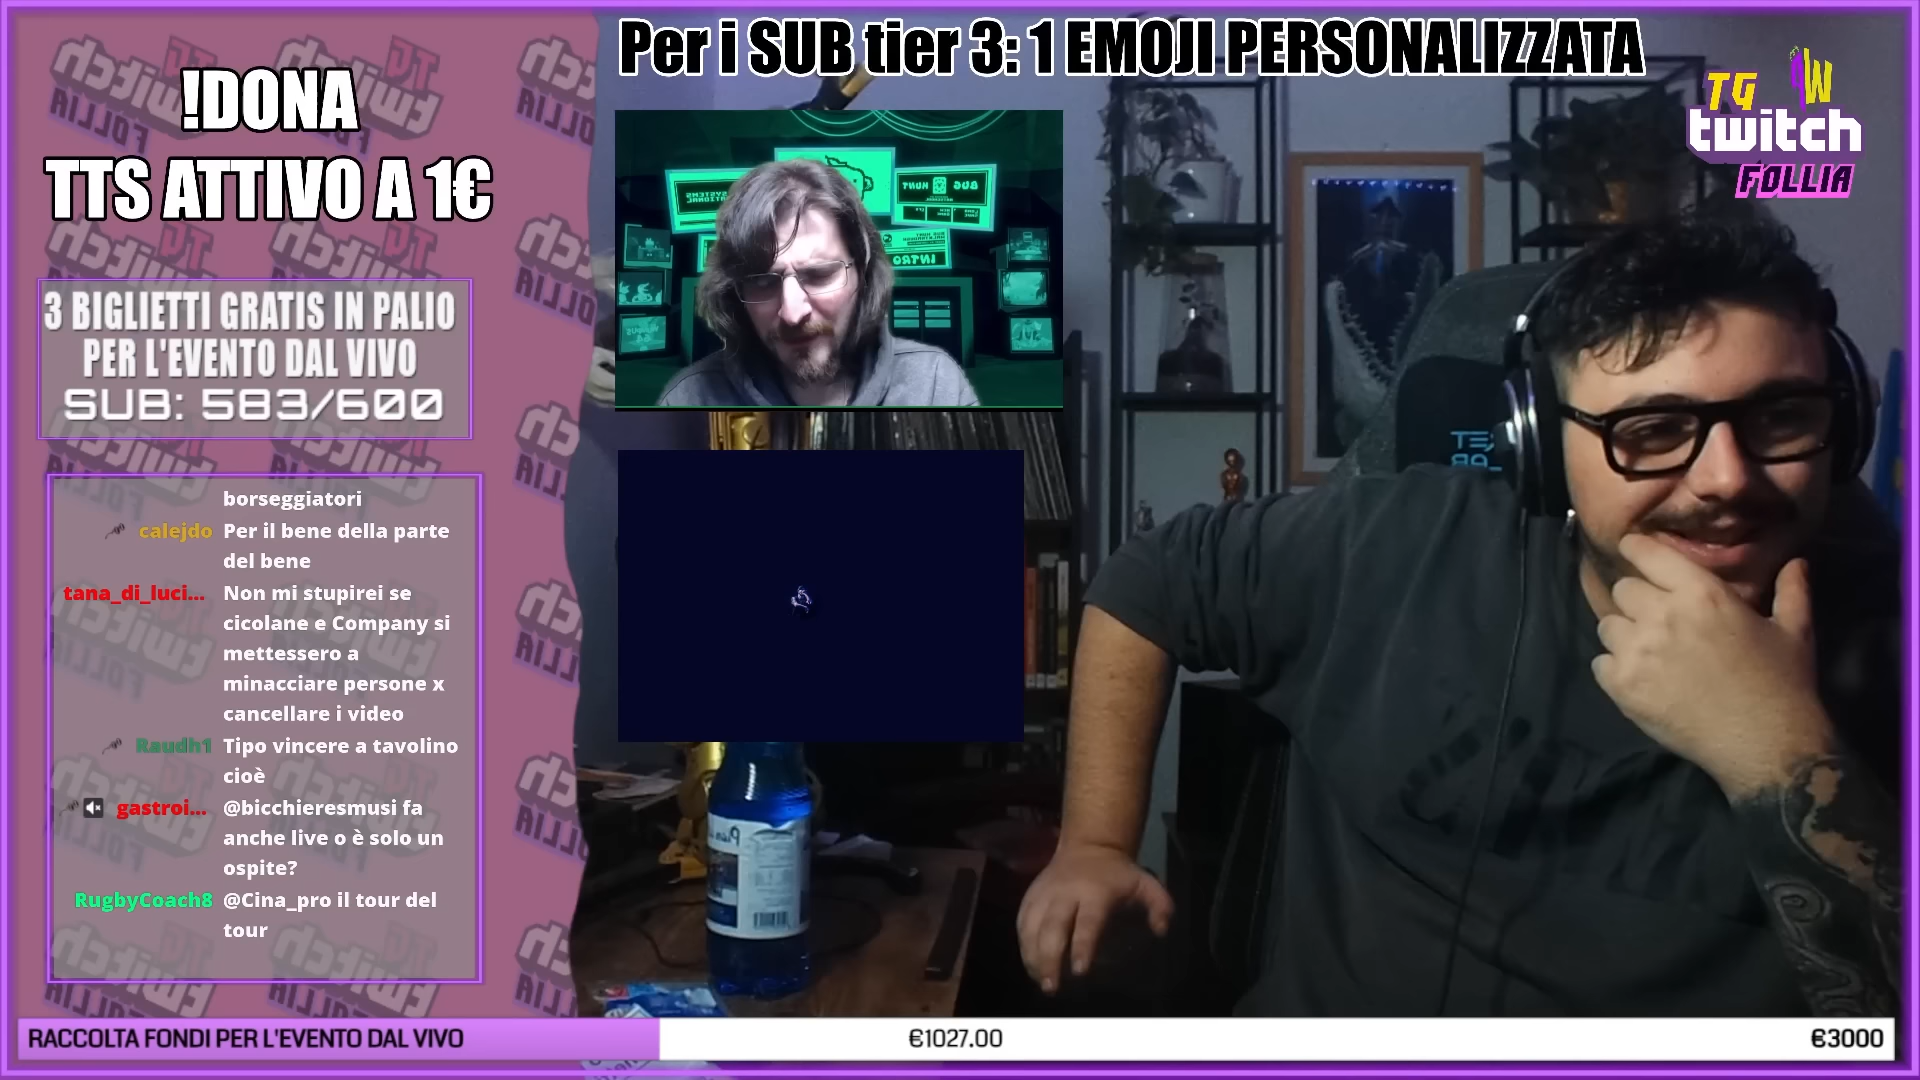 Per i SUB tier 3: 1 EMOJI PERSONALIZZATA
TG
twitch
FOLLIA
!DONA
TTS ATTIVO A 1€
3 BIGLIETTI GRATIS IN PALIO
PER L'EVENTO DAL VIVO
SUB: 583/600
borseggiatori
calejdo Per il bene della parte
del bene
tana_di_luci... Non mi stupirei se
cicolane e Company si
mettessero a
minacciare persone x
cancellare i video
Raudh1 Tipo vincere a tavolino
cioè
gastroi... @bicchieresmusi fa
anche live o è solo un
ospite?
RugbyCoach8 @Cina_pro il tour del
tour
BUG HUNT
INTRO
RACCOLTA FONDI PER L'EVENTO DAL VIVO
€1027.00
€3000